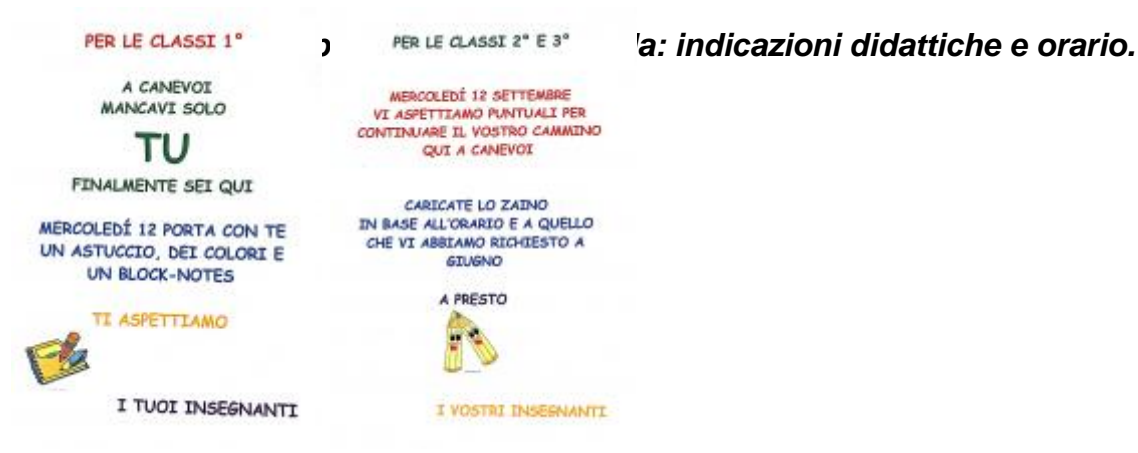 la: indicazioni didattiche e orario.
PER LE CLASSI 1°
A CANEVOI
MANCAVI SOLO
TU
FINALMENTE SEI QUI
MERCOLEDÍ 12 PORTA CON TE
UN ASTUCCIO, DEI COLORI E
UN BLOCK-NOTES
TI ASPETTIAMO
I TUOI INSEGNANTI
PER LE CLASSI 2° E 3°
MERCOLEDÍ 12 SETTEMBRE
VI ASPETTIAMO PUNTUALI PER
CONTINUARE IL VOSTRO CAMMINO
QUI A CANEVOI
CARICATE LO ZAINO
IN BASE ALL'ORARIO E A QUELLO
CHE VI ABBIAMO RICHIESTO A
GIUGNO
A PRESTO
I VOSTRI INSEGNANTI